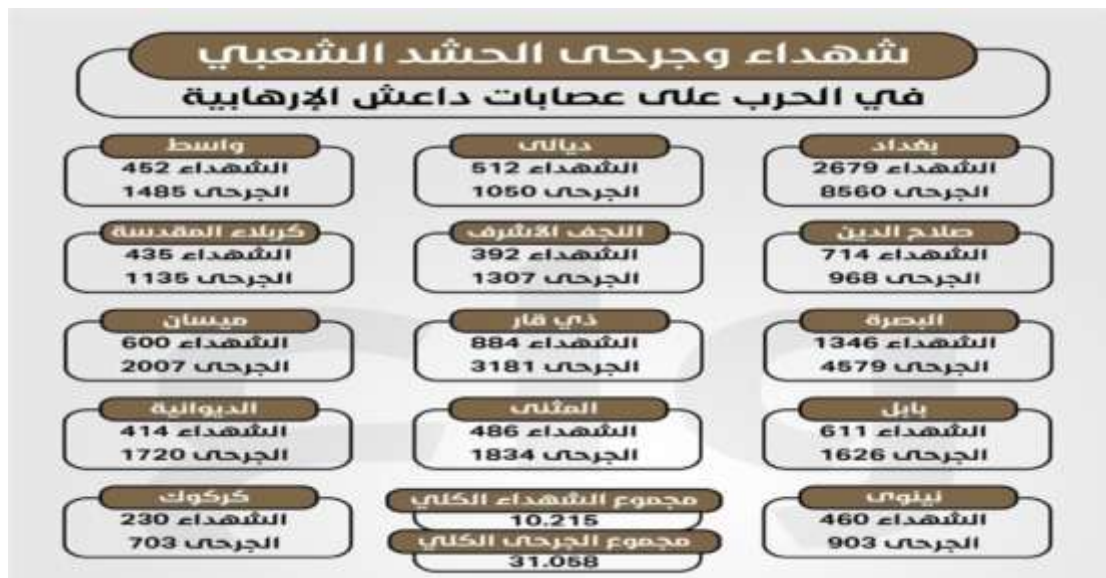 شهداء وجرحى الحشد الشعبي
في الحرب على عصابات داعش الإرهابية
بغداد
الشهداء 2679
الجرحى 8560
ديالى
الشهداء 512
الجرحى 1050
واسط
الشهداء 452
الجرحى 1485
صلاح الدين
الشهداء 714
الجرحى 968
النجف الاشرف
الشهداء 392
الجرحى 1307
كربلاء المقدسة
الشهداء 435
الجرحى 1135
البصرة
الشهداء 1346
الجرحى 4579
ذي قار
الشهداء 884
الجرحى 3181
ميسان
الشهداء 600
الجرحى 2007
بابل
الشهداء 611
الجرحى 1626
المثنى
الشهداء 486
الجرحى 1834
الديوانية
الشهداء 414
الجرحى 1720
نينوى
الشهداء 460
الجرحى 903
مجموع الشهداء الكلي
10.215
مجموع الجرحى الكلي
31.058
كركوك
الشهداء 230
الجرحى 703